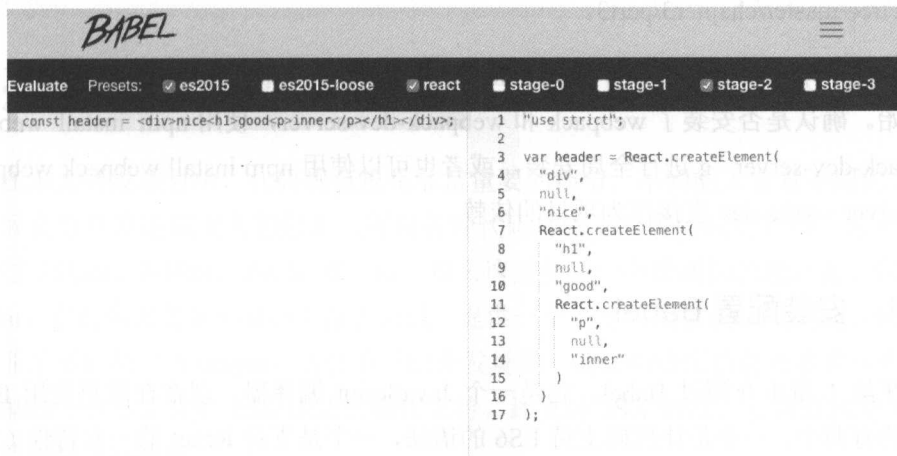 BABEL
Evaluate Presets: es2015 es2015-loose react stage-0 stage-1 stage-2 stage-3
const header = <div>nice<h1>good<p>inner</p></h1></div>;
1 "use strict";
2
3 var header = React.createElement(
4 "div",
5 null,
6 "nice",
7 React.createElement(
8 "h1",
9 null,
10 "good",
11 React.createElement(
12 "p",
13 null,
14 "inner"
15 )
16 )
17 );